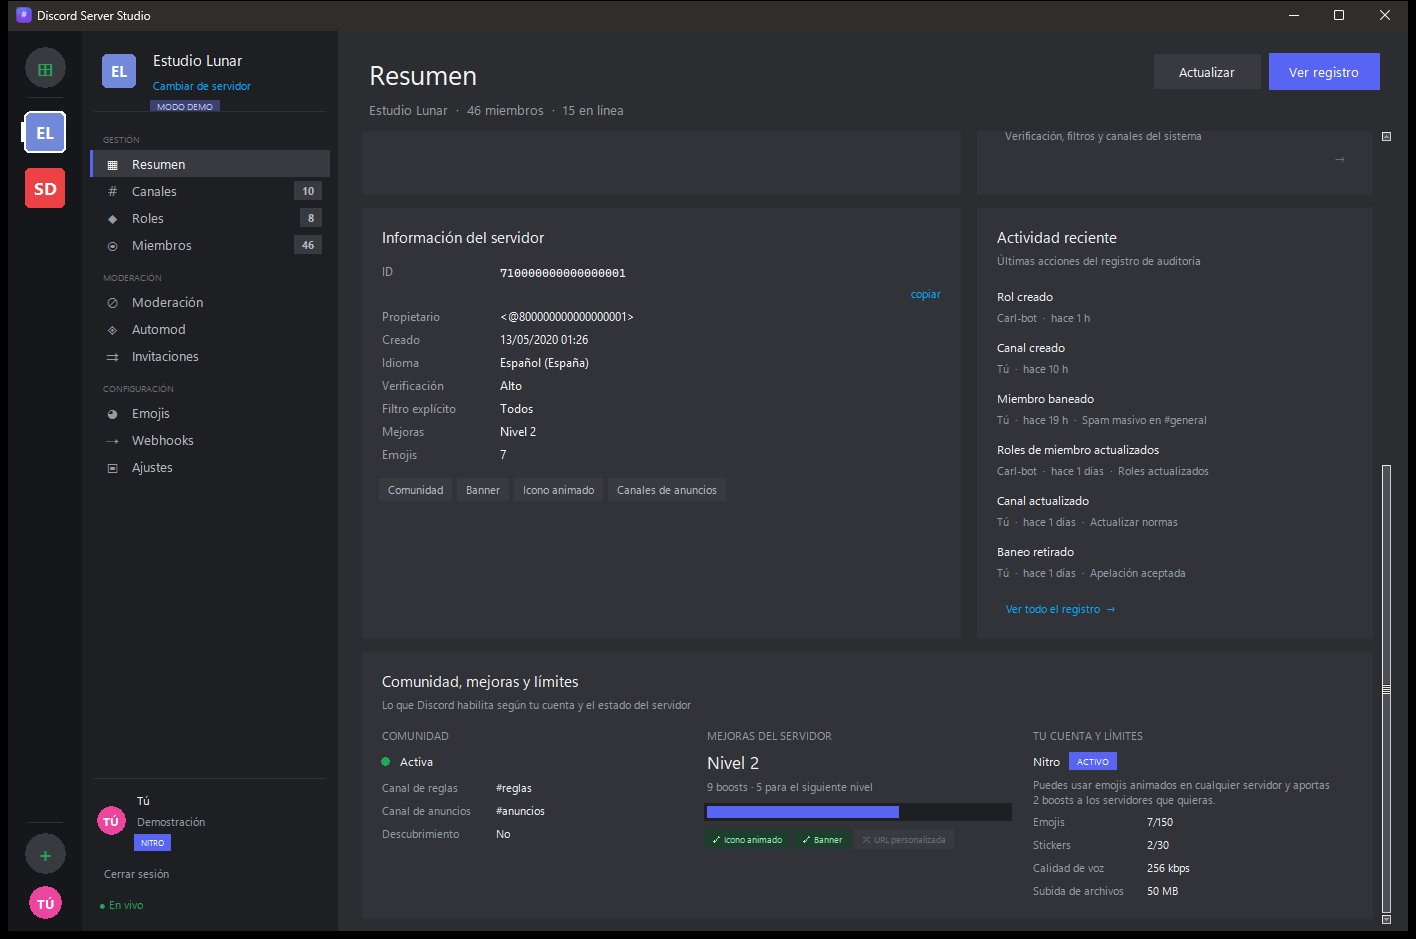 Discord Server Studio
EL
SD
+
TÚ
EL
Estudio Lunar
Cambiar de servidor
MODO DEMO
GESTIÓN
Resumen
# Canales 10
Roles 8
Miembros 46
MODERACIÓN
Moderación
Automod
Invitaciones
CONFIGURACIÓN
Emojis
Webhooks
Ajustes
TÚ
Tú
Demostración
NITRO
Cerrar sesión
● En vivo
Resumen
Estudio Lunar · 46 miembros · 15 en línea
Actualizar
Ver registro
Verificación, filtros y canales del sistema
→
Información del servidor
ID 710000000000000001
copiar
Propietario <@800000000000000001>
Creado 13/05/2020 01:26
Idioma Español (España)
Verificación Alto
Filtro explícito Todos
Mejoras Nivel 2
Emojis 7
Comunidad Banner Icono animado Canales de anuncios
Actividad reciente
Últimas acciones del registro de auditoría
Rol creado
Carl-bot · hace 1 h
Canal creado
Tú · hace 10 h
Miembro baneado
Tú · hace 19 h · Spam masivo en #general
Roles de miembro actualizados
Carl-bot · hace 1 días · Roles actualizados
Canal actualizado
Tú · hace 1 días · Actualizar normas
Baneo retirado
Tú · hace 1 días · Apelación aceptada
Ver todo el registro →
Comunidad, mejoras y límites
Lo que Discord habilita según tu cuenta y el estado del servidor
COMUNIDAD
Activa
Canal de reglas #reglas
Canal de anuncios #anuncios
Descubrimiento No
MEJORAS DEL SERVIDOR
Nivel 2
9 boosts · 5 para el siguiente nivel
✓ Icono animado ✓ Banner ✕ URL personalizada
TU CUENTA Y LÍMITES
Nitro ACTIVO
Puedes usar emojis animados en cualquier servidor y aportas
2 boosts a los servidores que quieras.
Emojis 7/150
Stickers 2/30
Calidad de voz 256 kbps
Subida de archivos 50 MB